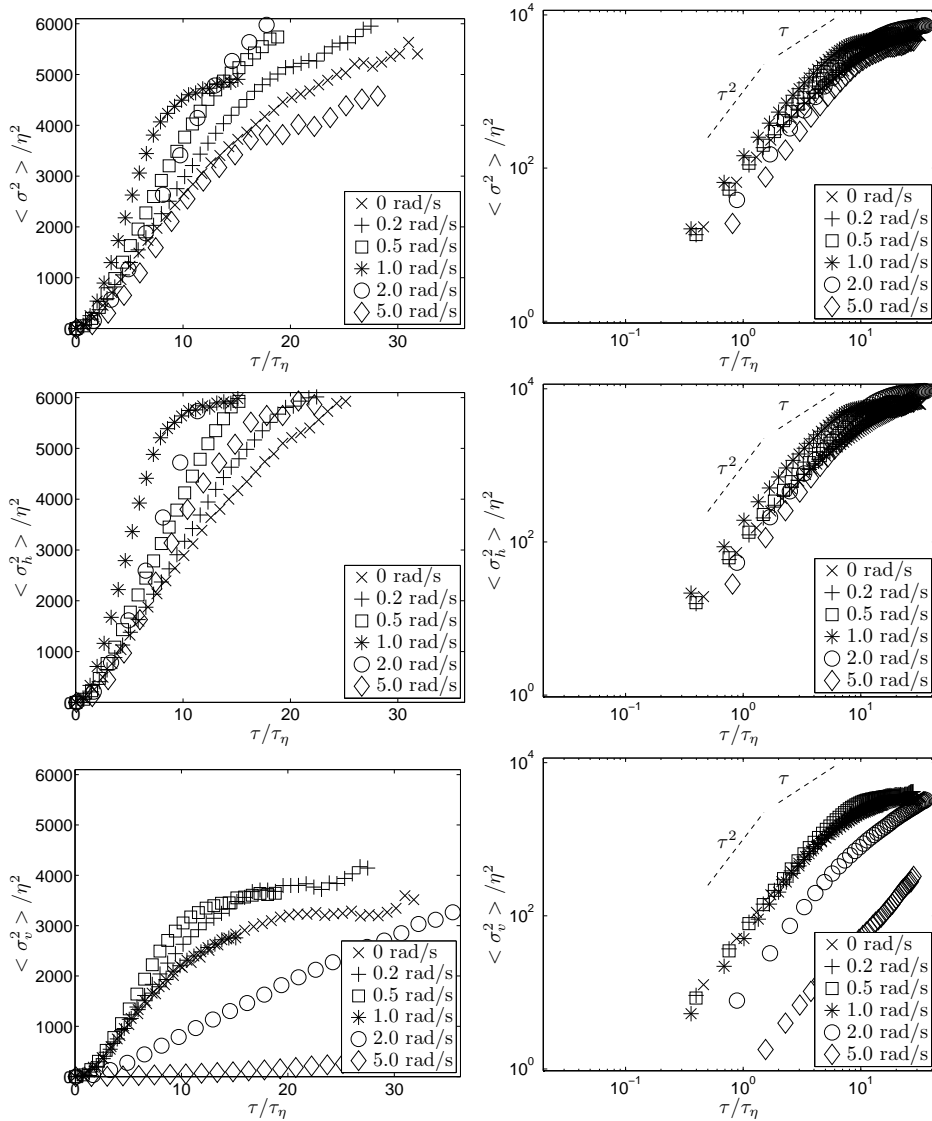 < σ² > /η²
6000
5000
4000
3000
2000
1000
0
0 10 20 30
τ/τη
0 rad/s
0.2 rad/s
0.5 rad/s
1.0 rad/s
2.0 rad/s
5.0 rad/s
< σ² > /η²
10⁴
10²
10⁰
10⁻¹ 10⁰ 10¹
τ/τη
τ²
τ
0 rad/s
0.2 rad/s
0.5 rad/s
1.0 rad/s
2.0 rad/s
5.0 rad/s
< σ²h > /η²
6000
5000
4000
3000
2000
1000
0
0 10 20 30
τ/τη
0 rad/s
0.2 rad/s
0.5 rad/s
1.0 rad/s
2.0 rad/s
5.0 rad/s
< σ²h > /η²
10⁴
10²
10⁰
10⁻¹ 10⁰ 10¹
τ/τη
τ²
τ
0 rad/s
0.2 rad/s
0.5 rad/s
1.0 rad/s
2.0 rad/s
5.0 rad/s
< σ²v > /η²
6000
5000
4000
3000
2000
1000
0
0 10 20 30
τ/τη
0 rad/s
0.2 rad/s
0.5 rad/s
1.0 rad/s
2.0 rad/s
5.0 rad/s
< σ²v > /η²
10⁴
10²
10⁰
10⁻¹ 10⁰ 10¹
τ/τη
τ²
τ
0 rad/s
0.2 rad/s
0.5 rad/s
1.0 rad/s
2.0 rad/s
5.0 rad/s